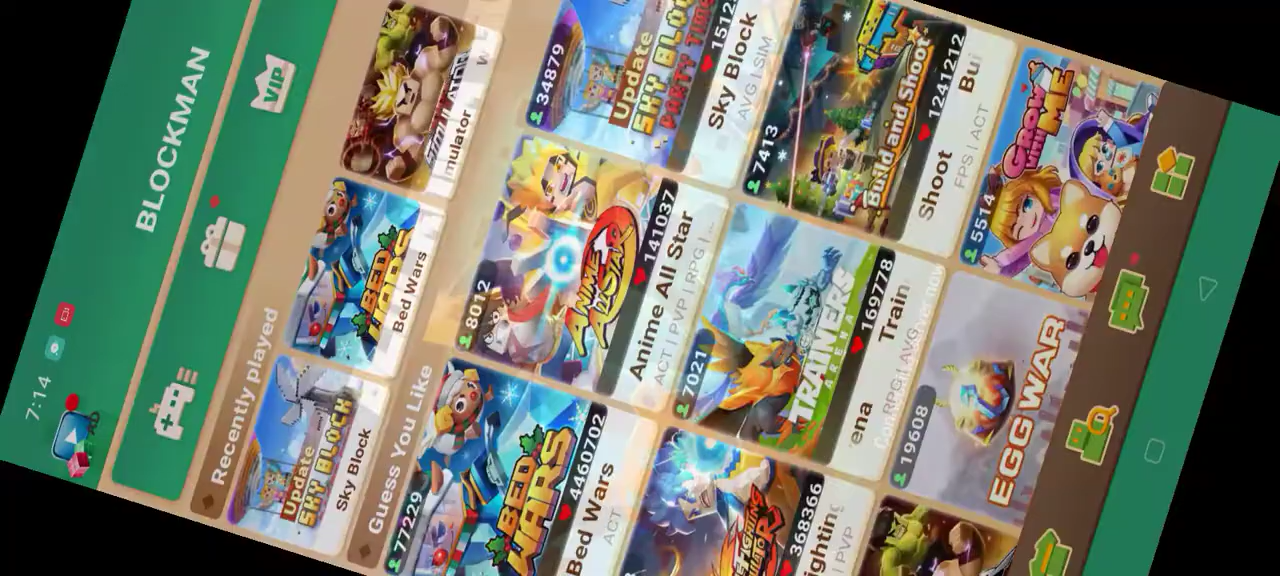 7:14
BLOCKMAN
VIP
Recently played
Update
SKY BLOCK
Sky Block
BED WARS
Bed Wars
mulator
Guess You Like
77229
BED WARS
4460702
Bed Wars
ACT
8012
ANIME ALL STAR
141037
Anime All Star
ACT | PVP | RPG | ...
34879
Update
SKY BLOCK
PARTY TIME
Sky Block
AVG | SIM
368366
ighting
| PVP
7021
TRAINERS
ARENA
169778
ena
Train
7413
Build and Shoot
1241212
Shoot
Bui
FPS | ACT
19608
EGG WAR
5514
GROW WITH ME